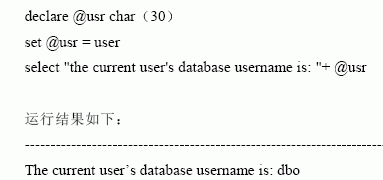 declare @usr char（30）
set @usr = user
select "the current user's database username is: "+ @usr
运行结果如下：
--------------------------------------------------------------------------
The current user’s database username is: dbo